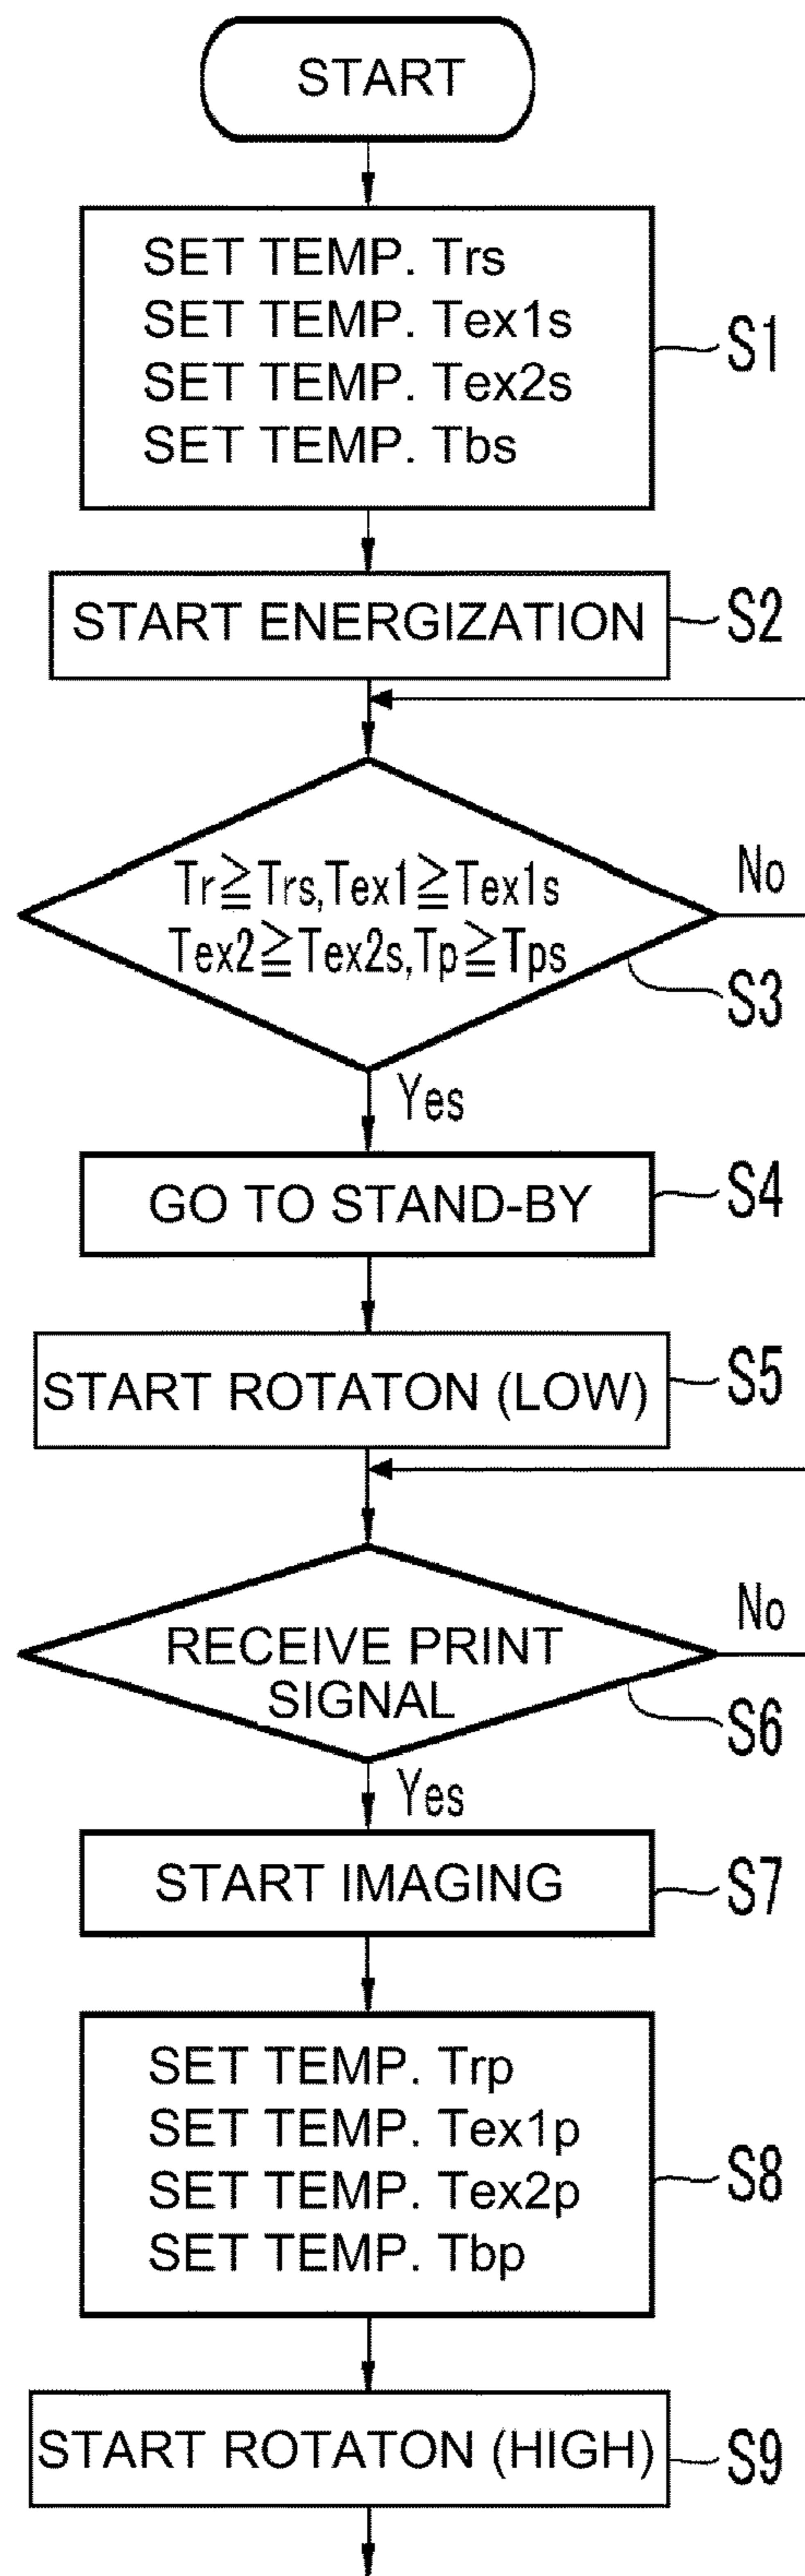 START
SET TEMP. Trs
SET TEMP. Tex1s
SET TEMP. Tex2s
SET TEMP. Tbs
S1
START ENERGIZATION
S2
Tr≧Trs,Tex1≧Tex1s
Tex2≧Tex2s,Tp≧Tps
No
S3
Yes
GO TO STAND-BY
S4
START ROTATON (LOW)
S5
RECEIVE PRINT
SIGNAL
No
S6
Yes
START IMAGING
S7
SET TEMP. Trp
SET TEMP. Tex1p
SET TEMP. Tex2p
SET TEMP. Tbp
S8
START ROTATON (HIGH)
S9